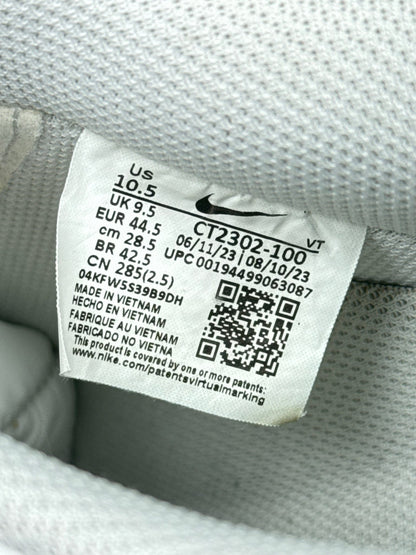 US
10.5
UK 9.5
EUR 44.5
cm 28.5
BR 42.5
CN 285(2.5)
04KFW5S39B9DH
MADE IN VIETNAM
HECHO EN VIETNAM
FABRIQUE AU VIETNAM
FABRICADO NO VIETNA
This product is covered by one or more patents:
www.nike.com/patentsvirtualmarking
CT2302-100 VT
06/11/23 | 08/10/23
UPC 00194499063087